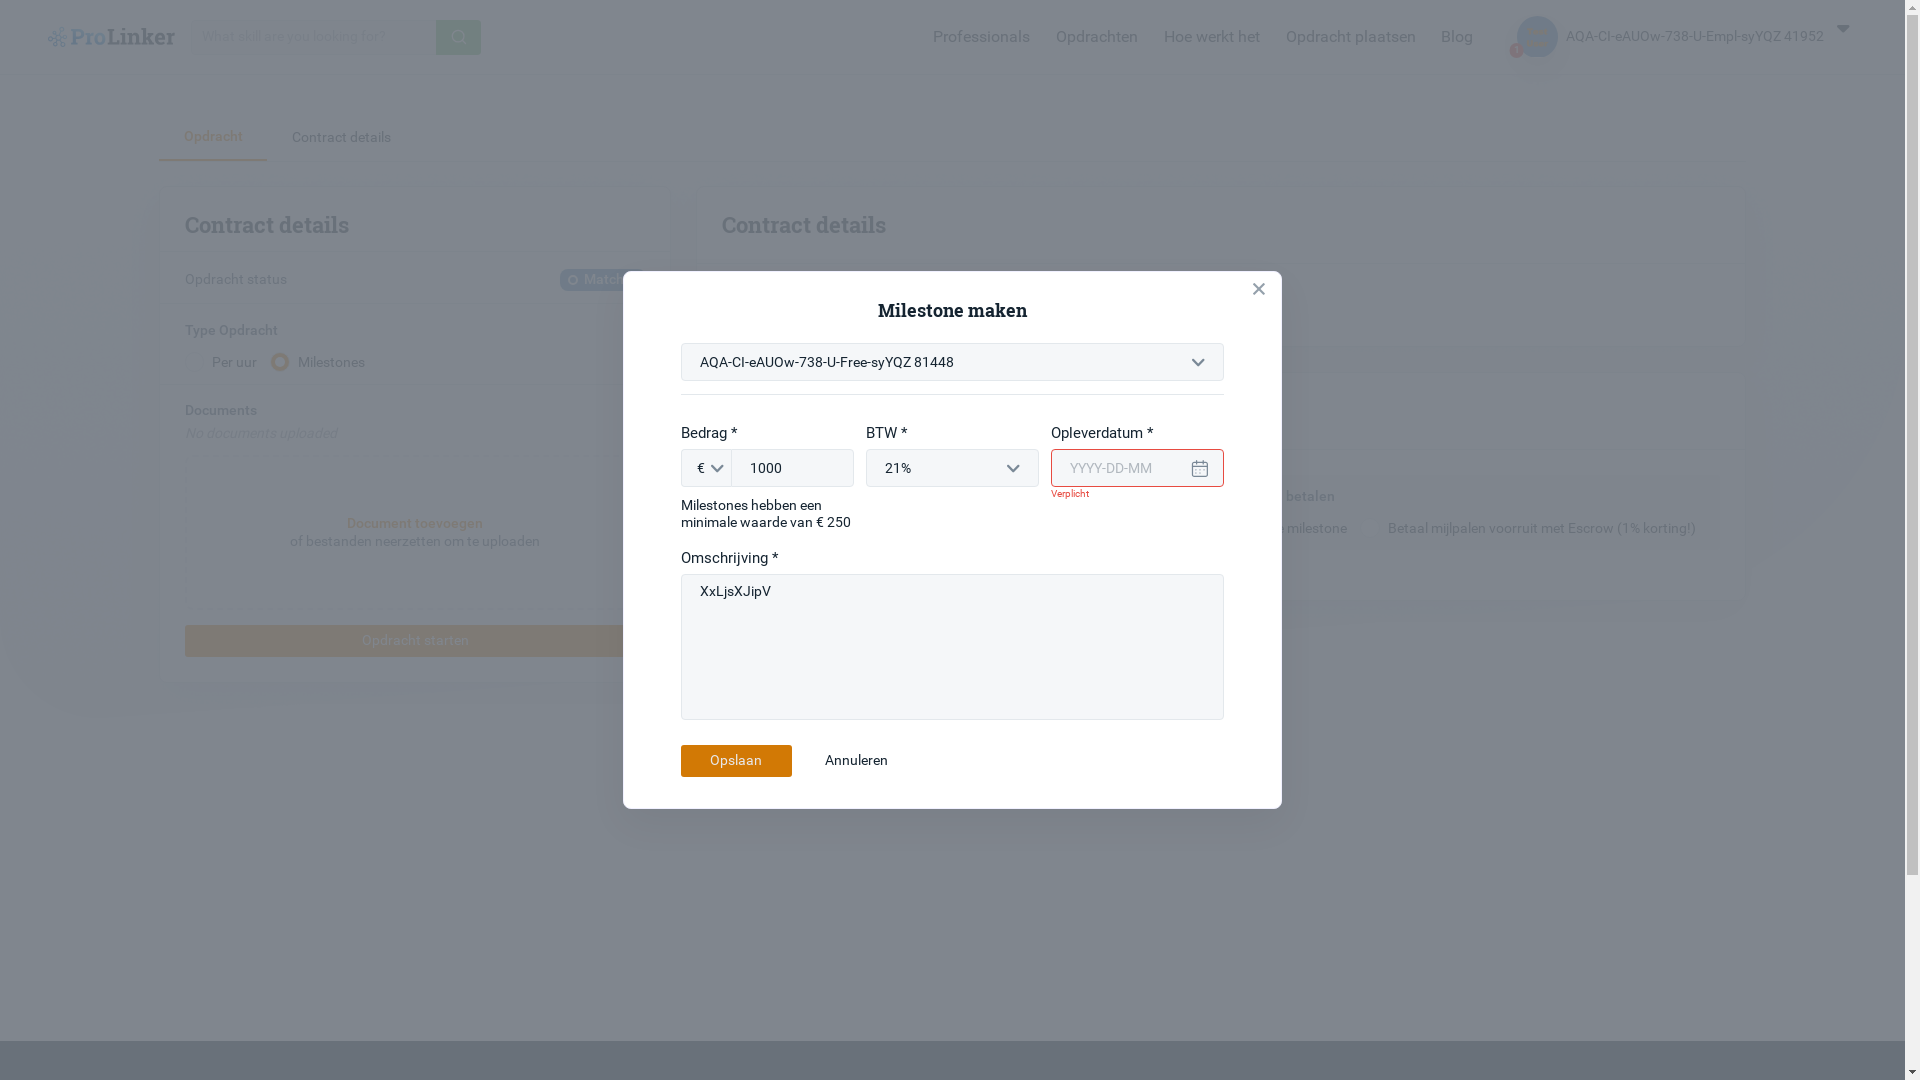 ProLinker
What skill are you looking for?
Professionals
Opdrachten
Hoe werkt het
Opdracht plaatsen
Blog
1
AQA-CI-eAUOw-738-U-Empl-syYQZ 41952
Opdracht
Contract details
Contract details
Contract details
Opdracht status
Match
Type Opdracht
Per uur
Milestones
Documents
No documents uploaded
Document toevoegen
of bestanden neerzetten om te uploaden
Opdracht starten
betalen
milestone
Betaal mijlpalen vooruit met Escrow (1% korting!)
Milestone maken
AQA-CI-eAUOw-738-U-Free-syYQZ 81448
Bedrag *
BTW *
Opleverdatum *
€
1000
21%
YYYY-DD-MM
Verplicht
Milestones hebben een
minimale waarde van € 250
Omschrijving *
XxLjsXJipV
Opslaan
Annuleren